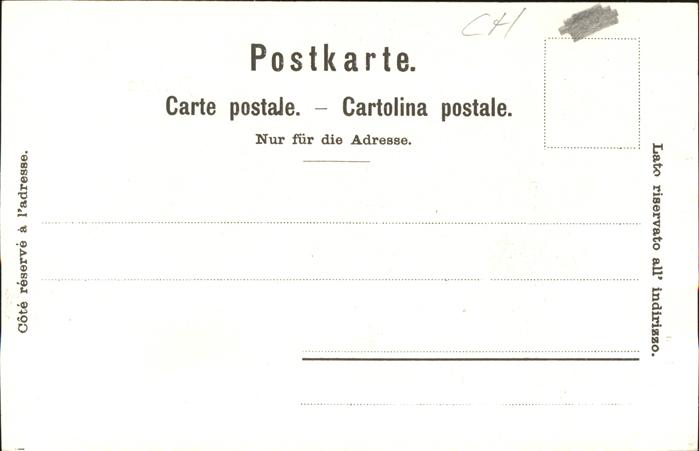 CH
Postkarte.
Carte postale. – Cartolina postale.
Nur für die Adresse.
Côté réservé à l'adresse.
Lato riservato all' indirizzo.